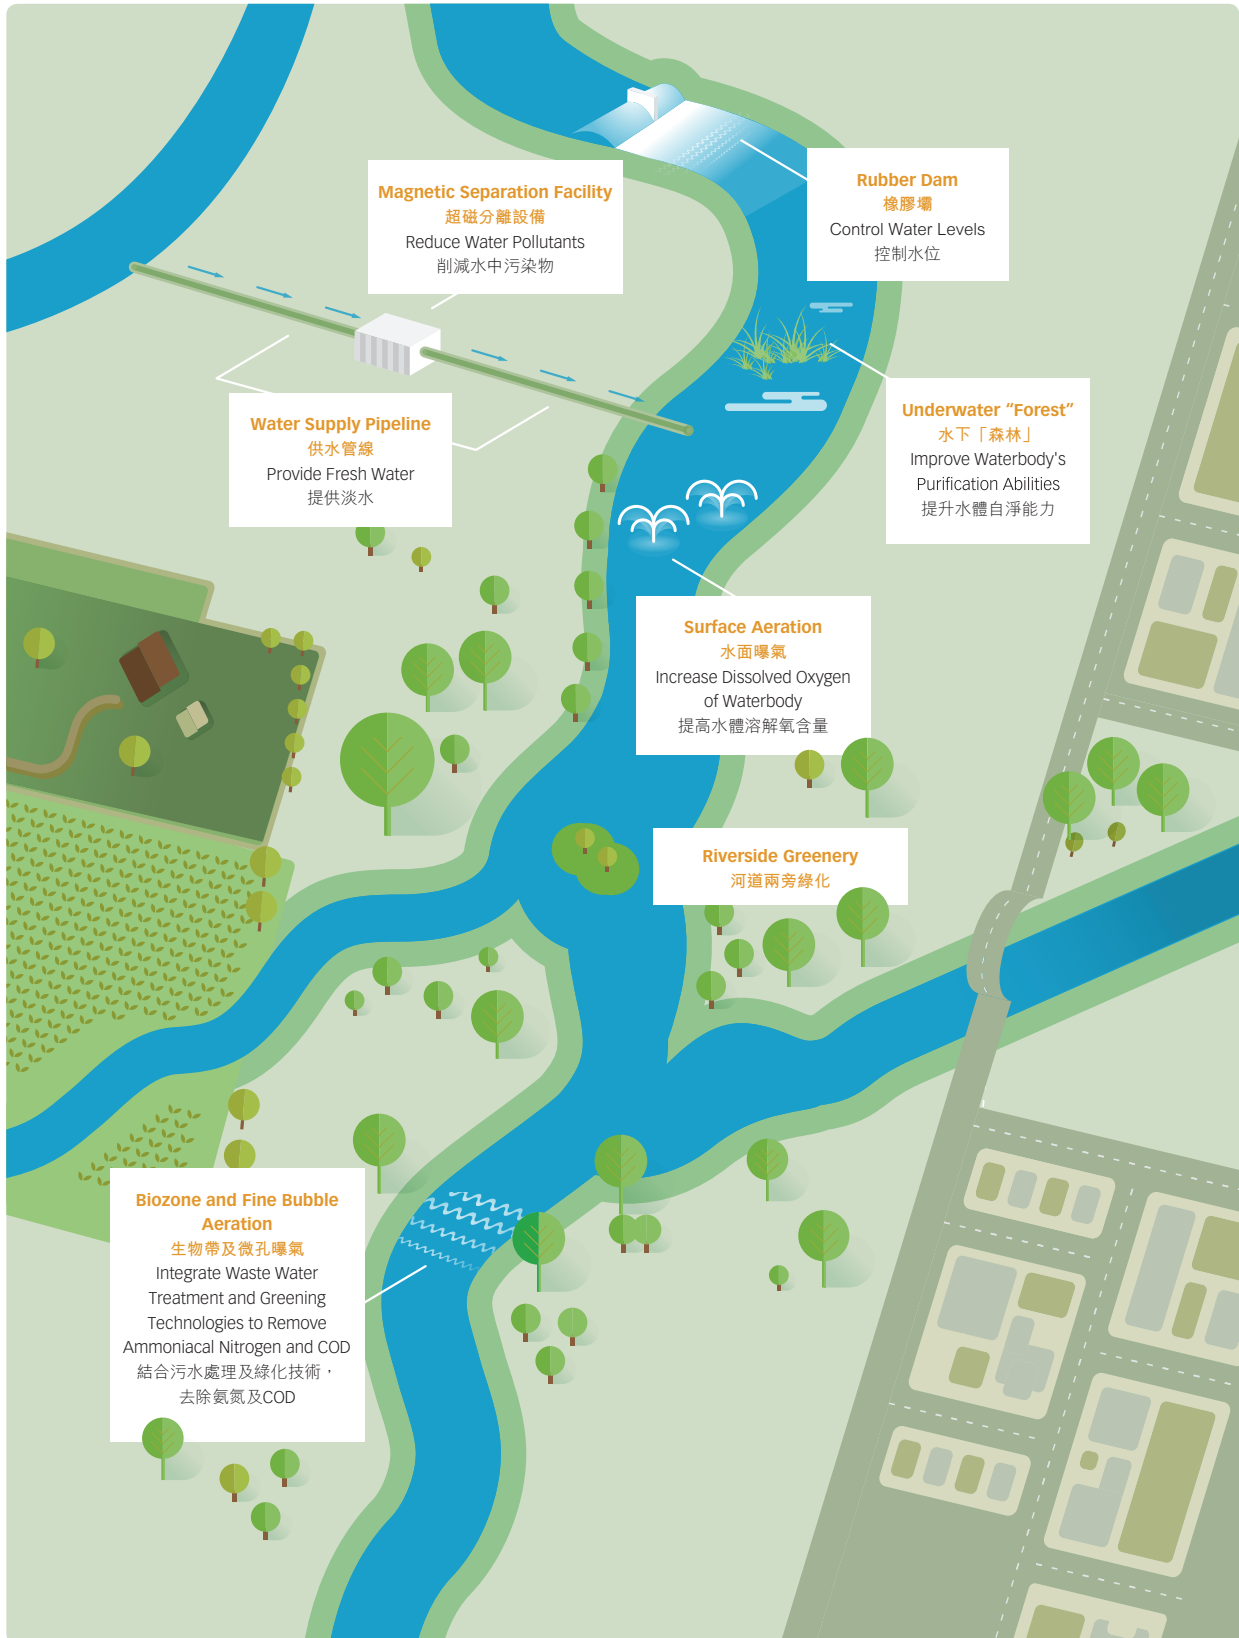 Magnetic Separation Facility
超磁分離設備
Reduce Water Pollutants
削減水中污染物
Rubber Dam
橡膠壩
Control Water Levels
控制水位
Water Supply Pipeline
供水管線
Provide Fresh Water
提供淡水
Underwater “Forest”
水下「森林」
Improve Waterbody's
Purification Abilities
提升水體自淨能力
Surface Aeration
水面曝氣
Increase Dissolved Oxygen
of Waterbody
提高水體溶解氧含量
Riverside Greenery
河道兩旁綠化
Biozone and Fine Bubble
Aeration
生物帶及微孔曝氣
Integrate Waste Water
Treatment and Greening
Technologies to Remove
Ammoniacal Nitrogen and COD
結合污水處理及綠化技術，
去除氨氮及COD